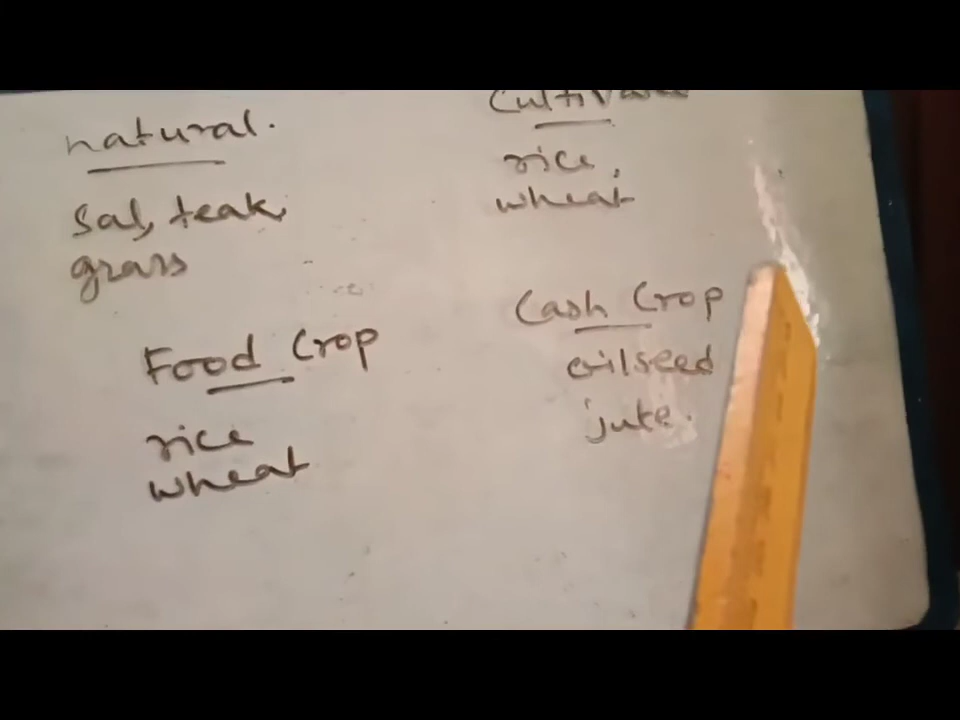 natural.
sal, teak,
grass
rice,
wheat
Food Crop
rice
wheat
Cash Crop
oilseed
jute.